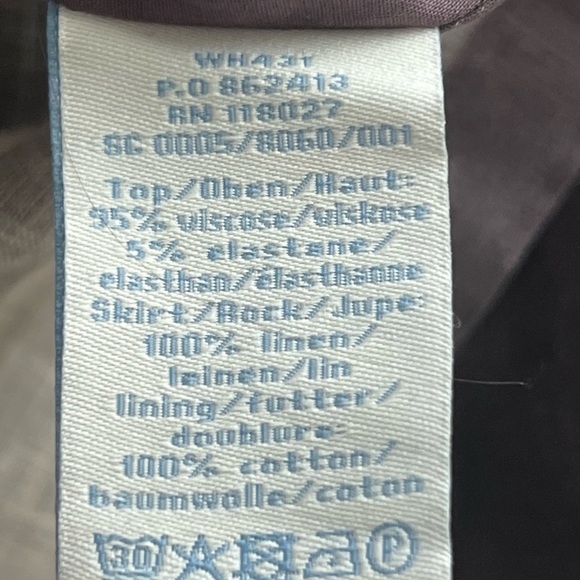 WH431
P.O 862413
RN 118027
SC 0005/8060/001
Top/Oben/Haut:
95% viscose/viskose
5% elastane/
elasthan/élasthanne
Skirt/Rock/Jupe:
100% linen/
leinen/lin
lining/futter/
doublure:
100% cotton/
baumwolle/coton
30 P